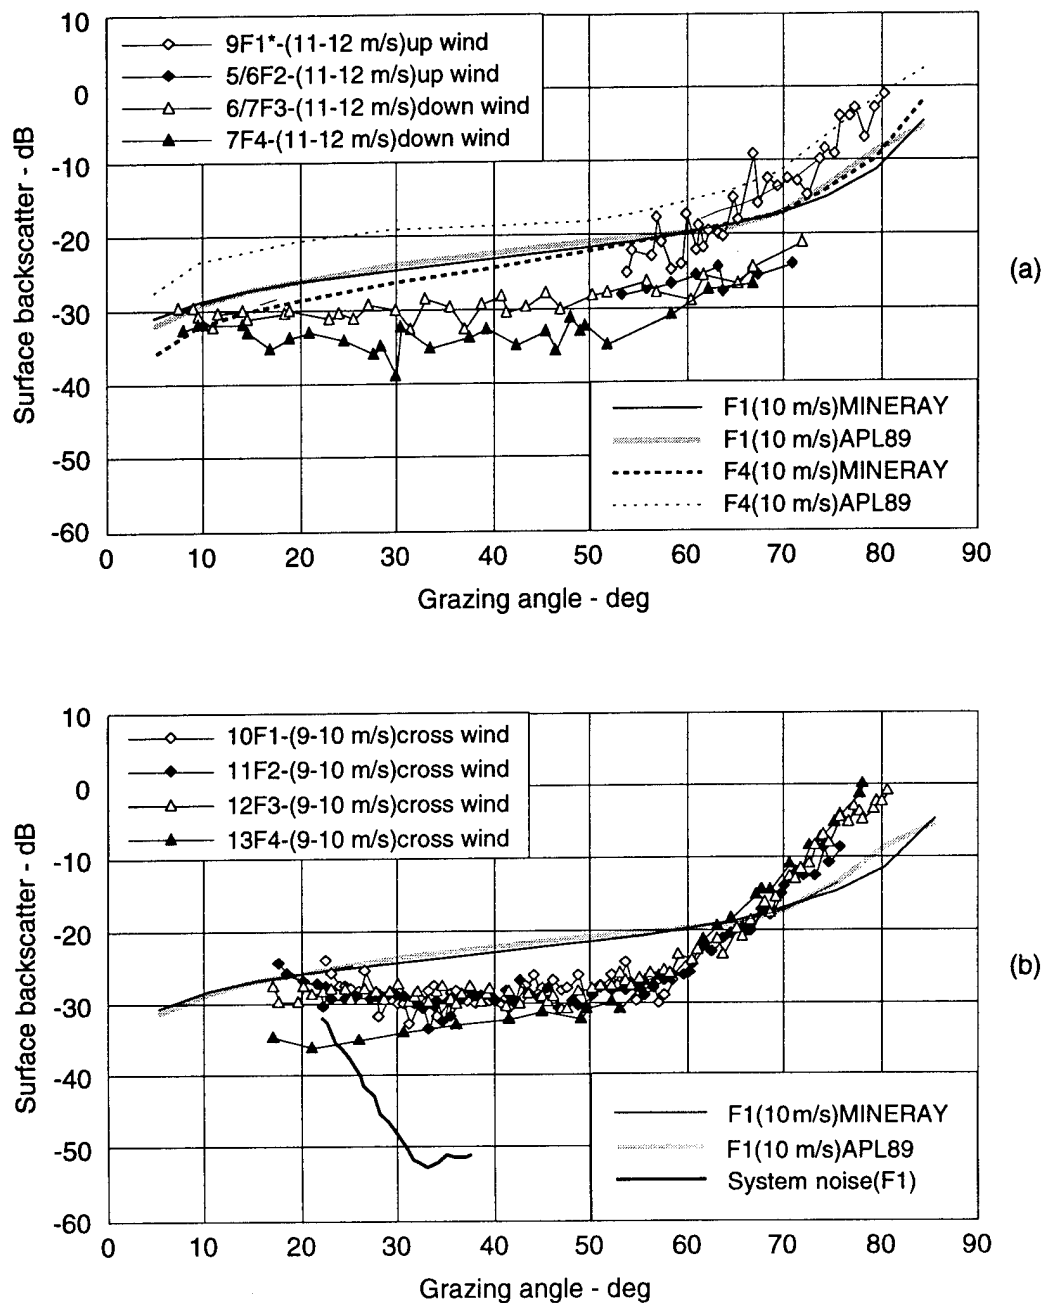 10
0
-10
-20
-30
-40
-50
-60
Surface backscatter - dB
9F1*-(11-12 m/s)up wind
5/6F2-(11-12 m/s)up wind
6/7F3-(11-12 m/s)down wind
7F4-(11-12 m/s)down wind
F1(10 m/s)MINERAY
F1(10 m/s)APL89
F4(10 m/s)MINERAY
F4(10 m/s)APL89
(a)
0 10 20 30 40 50 60 70 80 90
Grazing angle - deg
10
0
-10
-20
-30
-40
-50
-60
Surface backscatter - dB
10F1-(9-10 m/s)cross wind
11F2-(9-10 m/s)cross wind
12F3-(9-10 m/s)cross wind
13F4-(9-10 m/s)cross wind
F1(10 m/s)MINERAY
F1(10 m/s)APL89
System noise(F1)
(b)
0 10 20 30 40 50 60 70 80 90
Grazing angle - deg